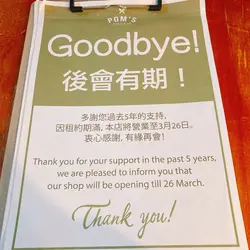 POM'S
Goodbye!
後會有期！
多謝您過去5年的支持,
因租約期滿, 本店將營業至3月26日。
衷心感謝, 有緣再會!
Thank you for your support in the past 5 years,
we are pleased to inform you that
our shop will be opening till 26 March.
Thank you!